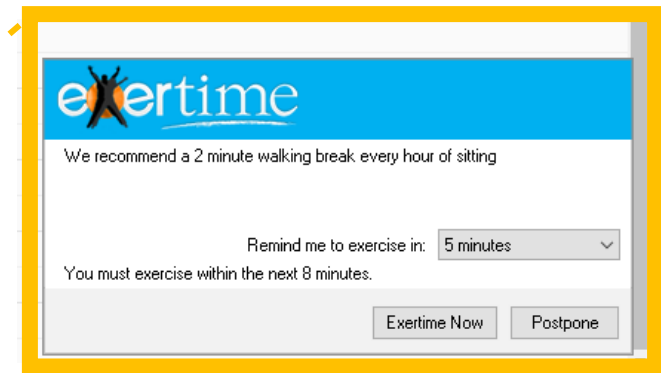 exertime
We recommend a 2 minute walking break every hour of sitting
Remind me to exercise in: 5 minutes
You must exercise within the next 8 minutes.
Exertime Now Postpone